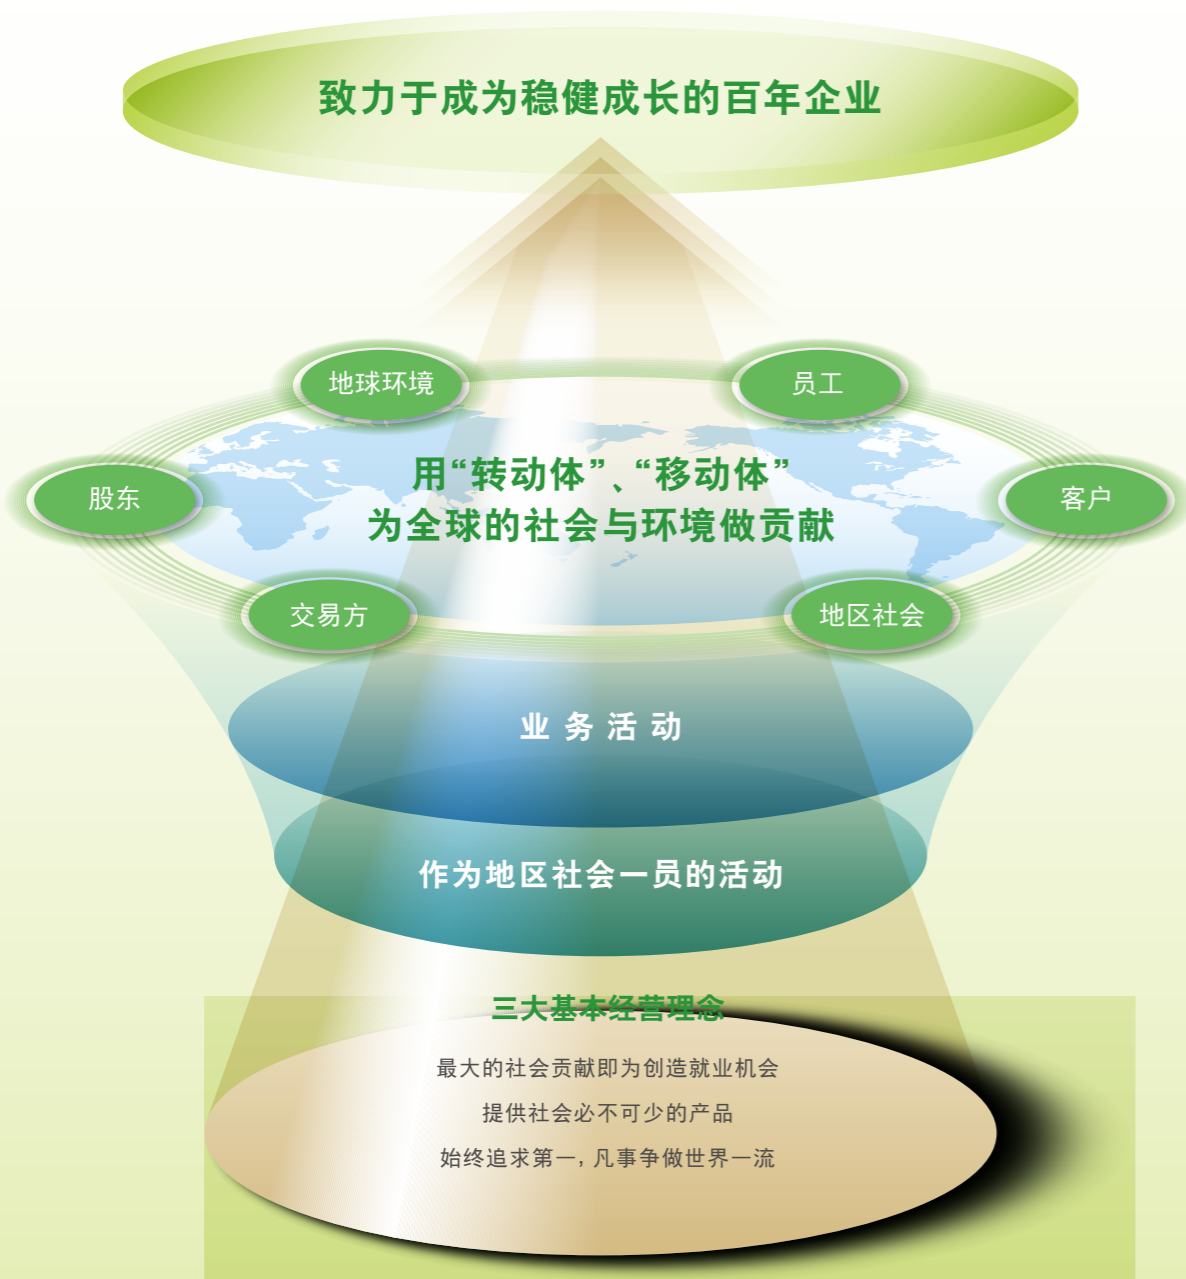 致力于成为稳健成长的百年企业
地球环境
员工
股东
用“转动体”、“移动体”
为全球的社会与环境做贡献
客户
交易方
地区社会
业务活动
作为地区社会一员的活动
三大基本经营理念
最大的社会贡献即为创造就业机会
提供社会必不可少的产品
始终追求第一, 凡事争做世界一流